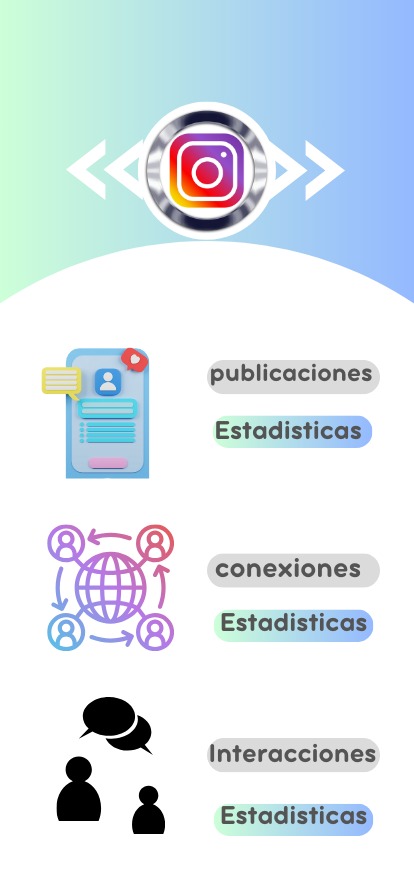 publicaciones
Estadisticas
conexiones
Estadisticas
Interacciones
Estadisticas